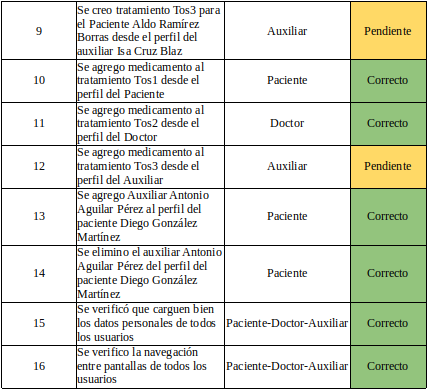 9
Se creo tratamiento Tos3 para
el Paciente Aldo Ramírez
Borras desde el perfil del
auxiliar Isa Cruz Blaz
Auxiliar
Pendiente
10
Se agrego medicamento al
tratamiento Tos1 desde el
perfil del Paciente
Paciente
Correcto
11
Se agrego medicamento al
tratamiento Tos2 desde el
perfil del Doctor
Doctor
Correcto
12
Se agrego medicamento al
tratamiento Tos3 desde el
perfil del Auxiliar
Auxiliar
Pendiente
13
Se agrego Auxiliar Antonio
Aguilar Pérez al perfil del
paciente Diego González
Martínez
Paciente
Correcto
14
Se elimino el auxiliar Antonio
Aguilar Pérez del perfil del
paciente Diego González
Martínez
Paciente
Correcto
15
Se verificó que carguen bien
los datos personales de todos
los usuarios
Paciente-Doctor-Auxiliar
Correcto
16
Se verifico la navegación
entre pantallas de todos los
usuarios
Paciente-Doctor-Auxiliar
Correcto